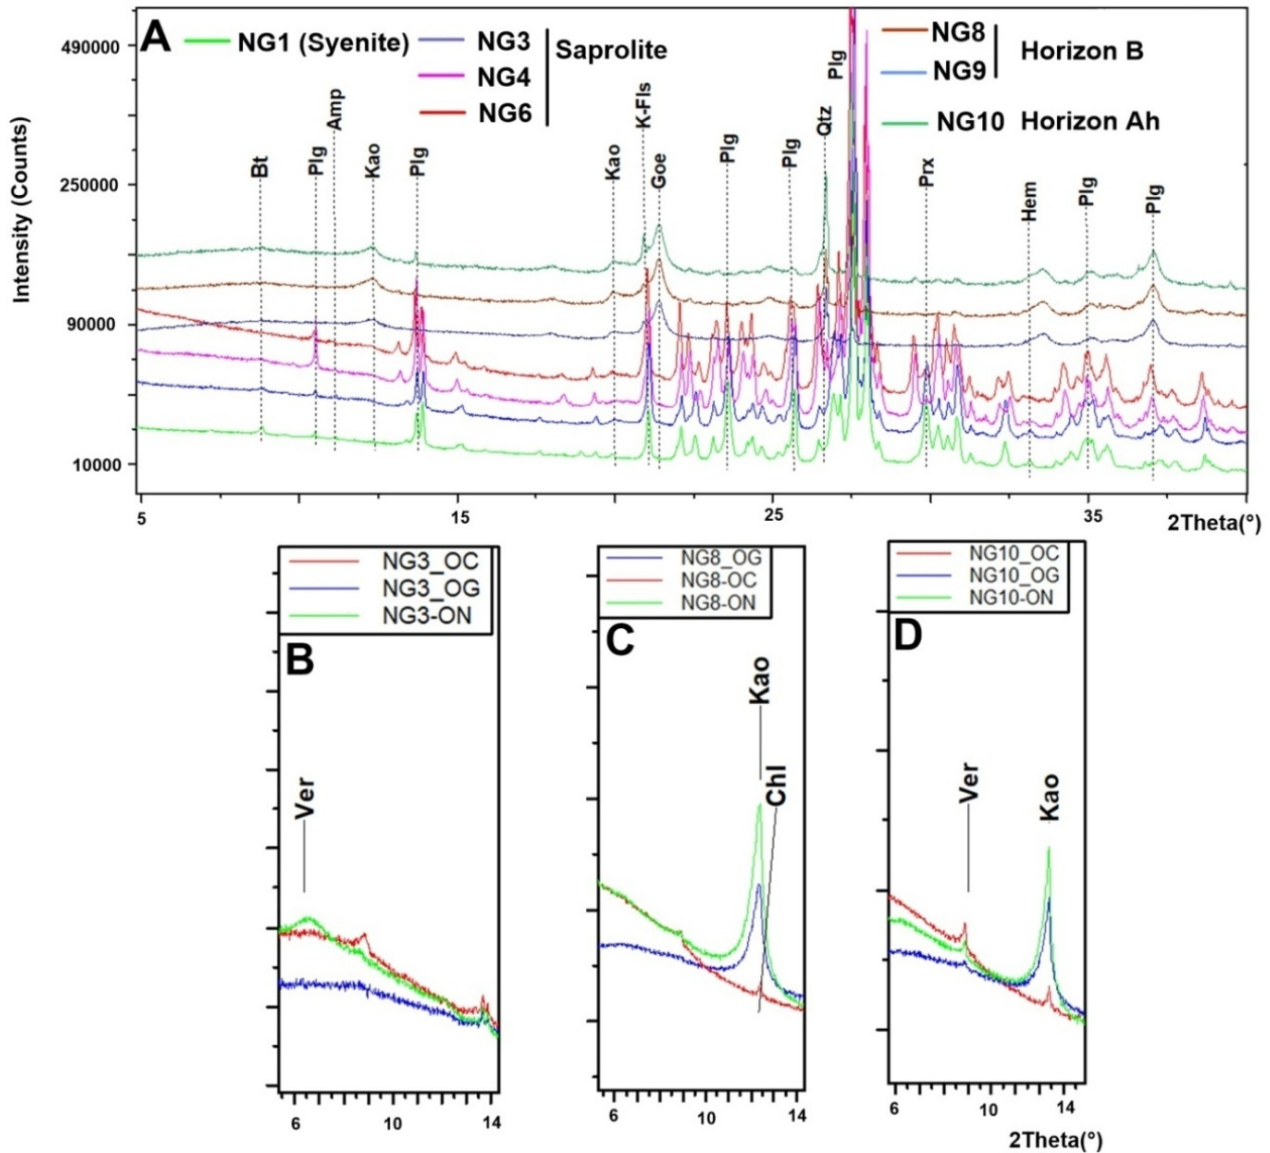 A
NG1 (Syenite)
NG3
NG4
NG6
Saprolite
NG8
NG9
Horizon B
NG10 Horizon Ah
Intensity (Counts)
490000
250000
90000
10000
Bt
Plg
Amp
Kao
Plg
Kao
K-Fls
Goe
Plg
Plg
Qtz
Plg
Prx
Hem
Plg
Plg
5
15
25
35
2Theta(°)
NG3_OC
NG3_OG
NG3-ON
B
Ver
6
10
14
NG8_OG
NG8-OC
NG8-ON
C
Kao
Chl
6
10
14
NG10_OC
NG10_OG
NG10-ON
D
Ver
Kao
6
10
14
2Theta(°)